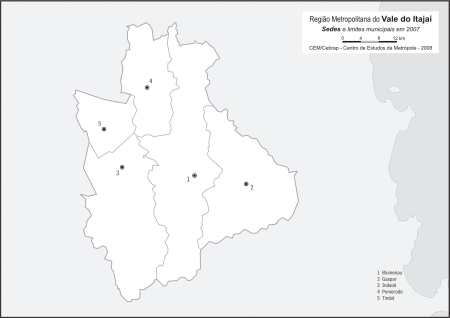 Região Metropolitana do Vale do Itajaí
Sedes e limites municipais em 2007
0 4 8 12 km
CEM/Cebrap - Centro de Estudos da Metrópole - 2008
4
5
3
1
2
1 Blumenau
2 Gaspar
3 Indaial
4 Pomerode
5 Timbó